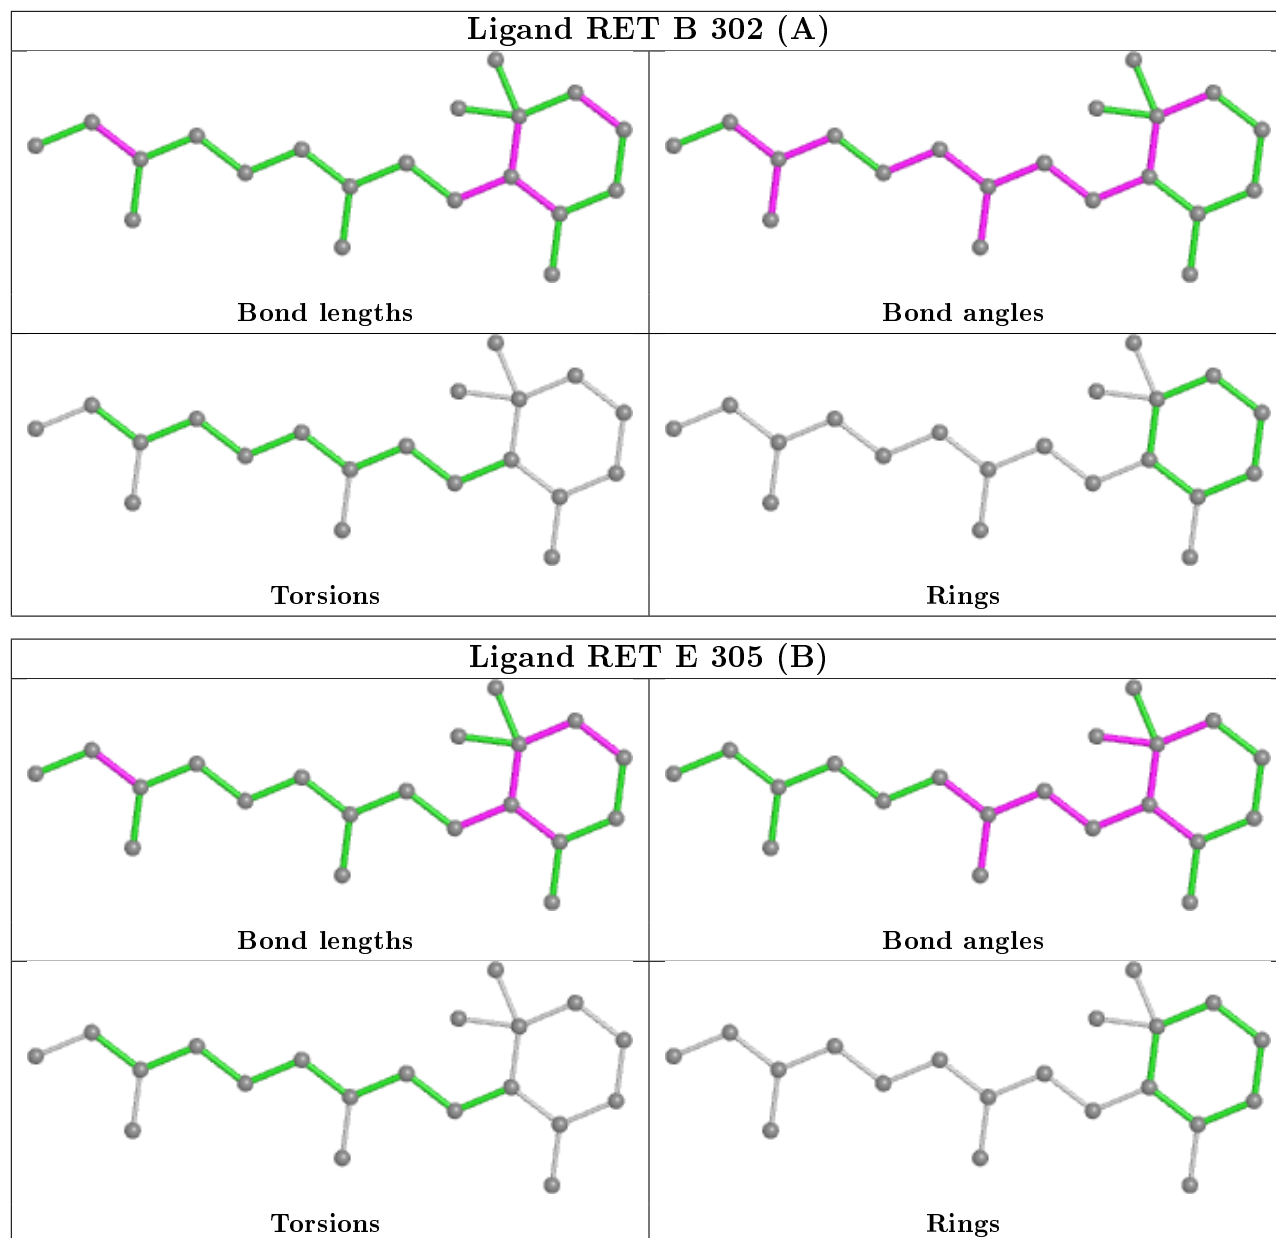 Ligand RET B 302 (A)
Bond lengths
Bond angles
Torsions
Rings
Ligand RET E 305 (B)
Bond lengths
Bond angles
Torsions
Rings